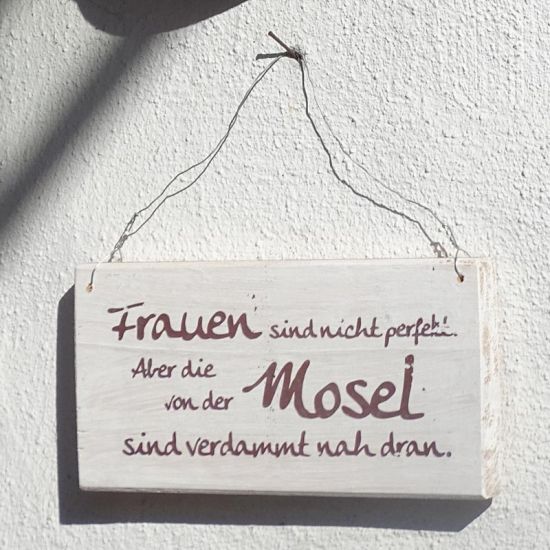 Frauen sind nicht perfekt.
Aber die
von der Mosel
sind verdammt nah dran.